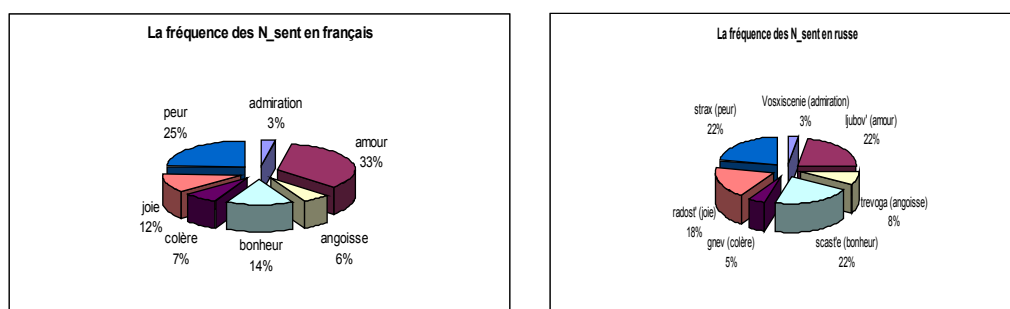 La fréquence des N_sent en français
admiration
3%
amour
33%
angoisse
6%
bonheur
14%
colère
7%
joie
12%
peur
25%
La fréquence des N_sent en russe
Vosxiscenie (admiration)
3%
ljubov' (amour)
22%
trevoga (angoisse)
8%
scast'e (bonheur)
22%
gnev (colère)
5%
radost' (joie)
18%
strax (peur)
22%